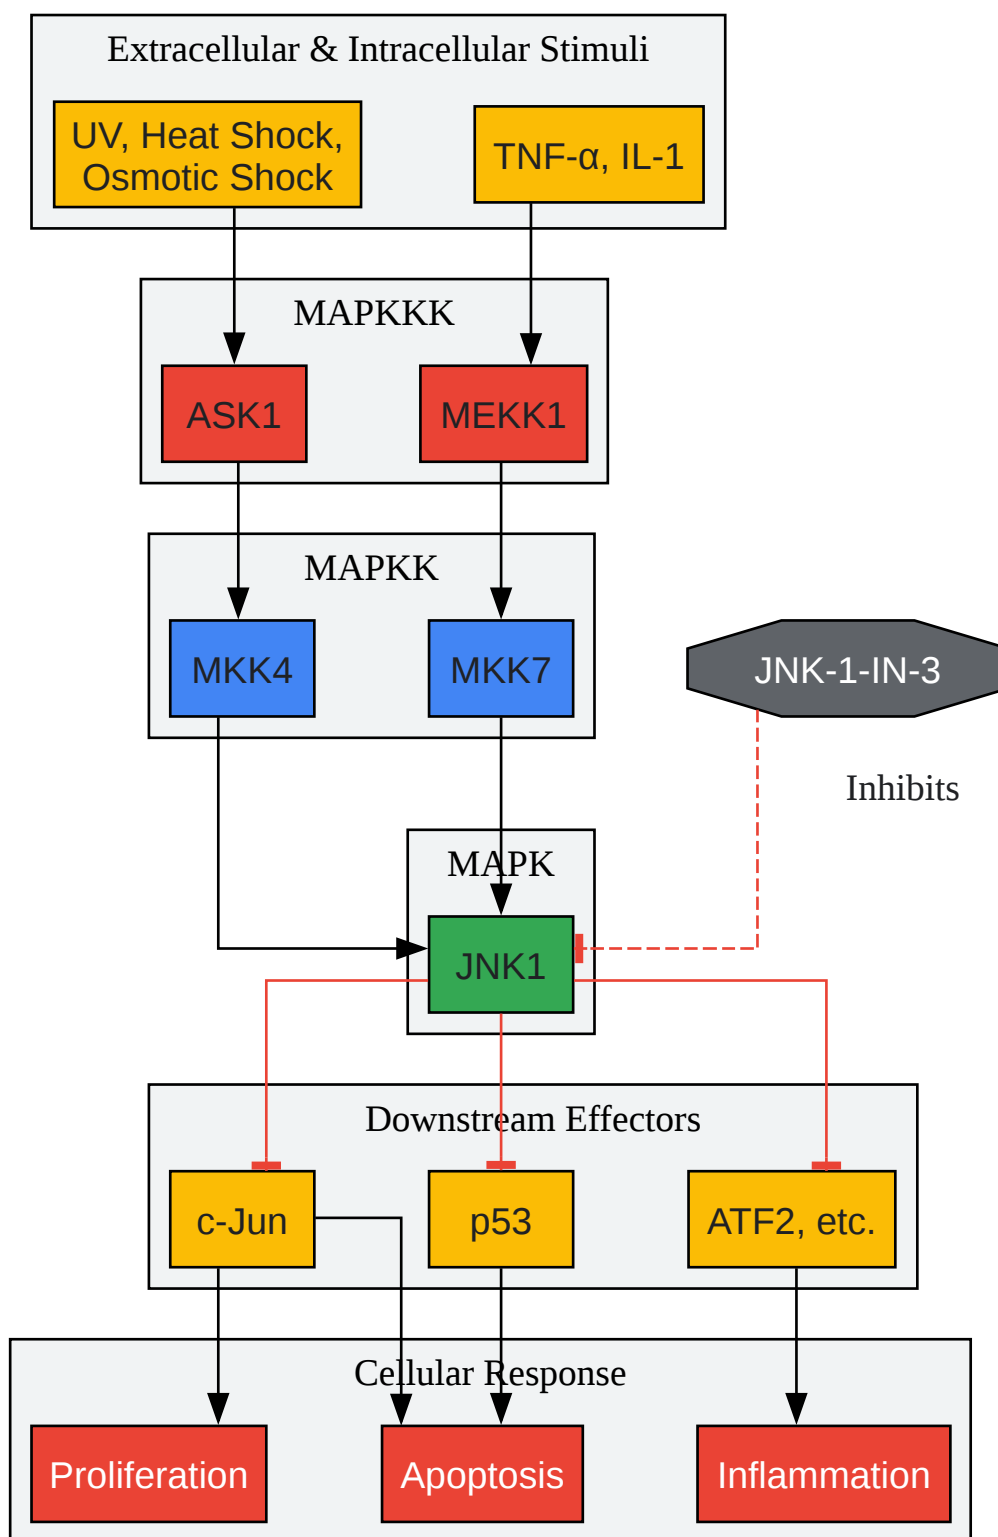 Extracellular & Intracellular Stimuli
UV, Heat Shock,
Osmotic Shock
TNF-α, IL-1
MAPKKK
ASK1
MEKK1
MAPKK
MKK4
MKK7
JNK-1-IN-3
Inhibits
MAPK
JNK1
Downstream Effectors
c-Jun
p53
ATF2, etc.
Cellular Response
Proliferation
Apoptosis
Inflammation